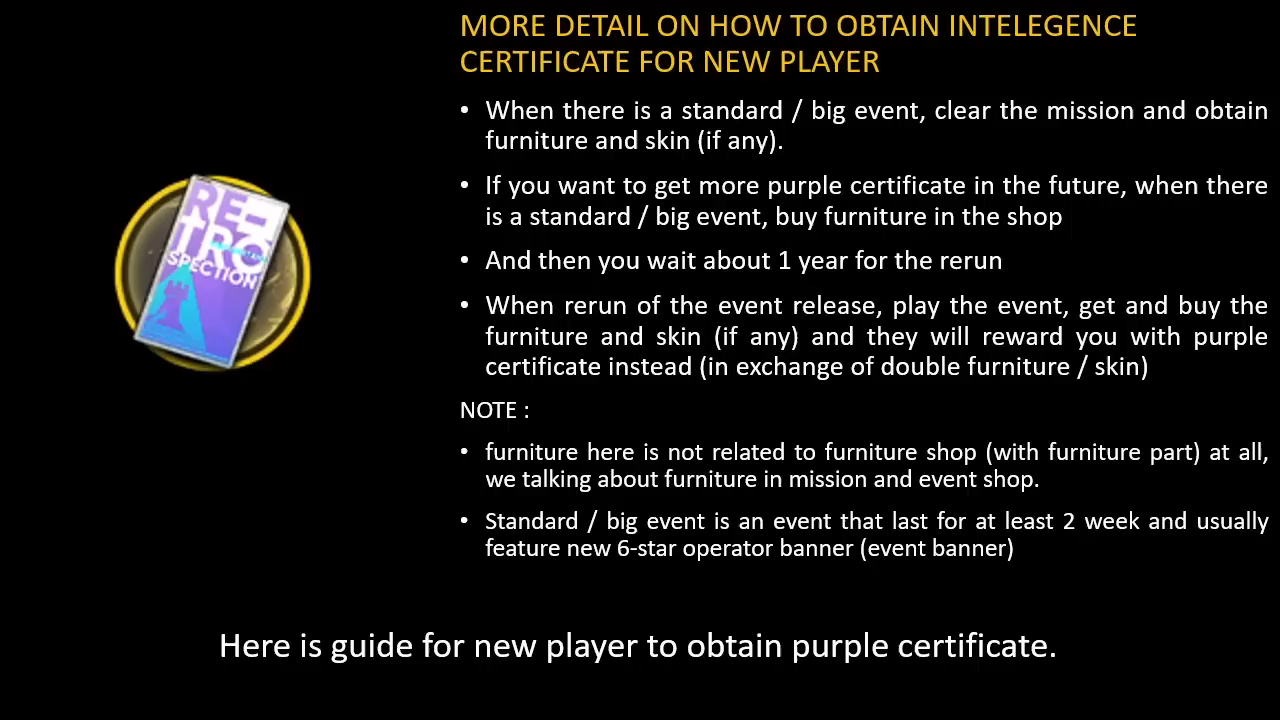 MORE DETAIL ON HOW TO OBTAIN INTELEGENCE
CERTIFICATE FOR NEW PLAYER
• When there is a standard / big event, clear the mission and obtain
furniture and skin (if any).
• If you want to get more purple certificate in the future, when there
is a standard / big event, buy furniture in the shop
• And then you wait about 1 year for the rerun
• When rerun of the event release, play the event, get and buy the
furniture and skin (if any) and they will reward you with purple
certificate instead (in exchange of double furniture / skin)
NOTE :
• furniture here is not related to furniture shop (with furniture part) at all,
we talking about furniture in mission and event shop.
• Standard / big event is an event that last for at least 2 week and usually
feature new 6-star operator banner (event banner)
RE-
TRO
SPECTION
Here is guide for new player to obtain purple certificate.